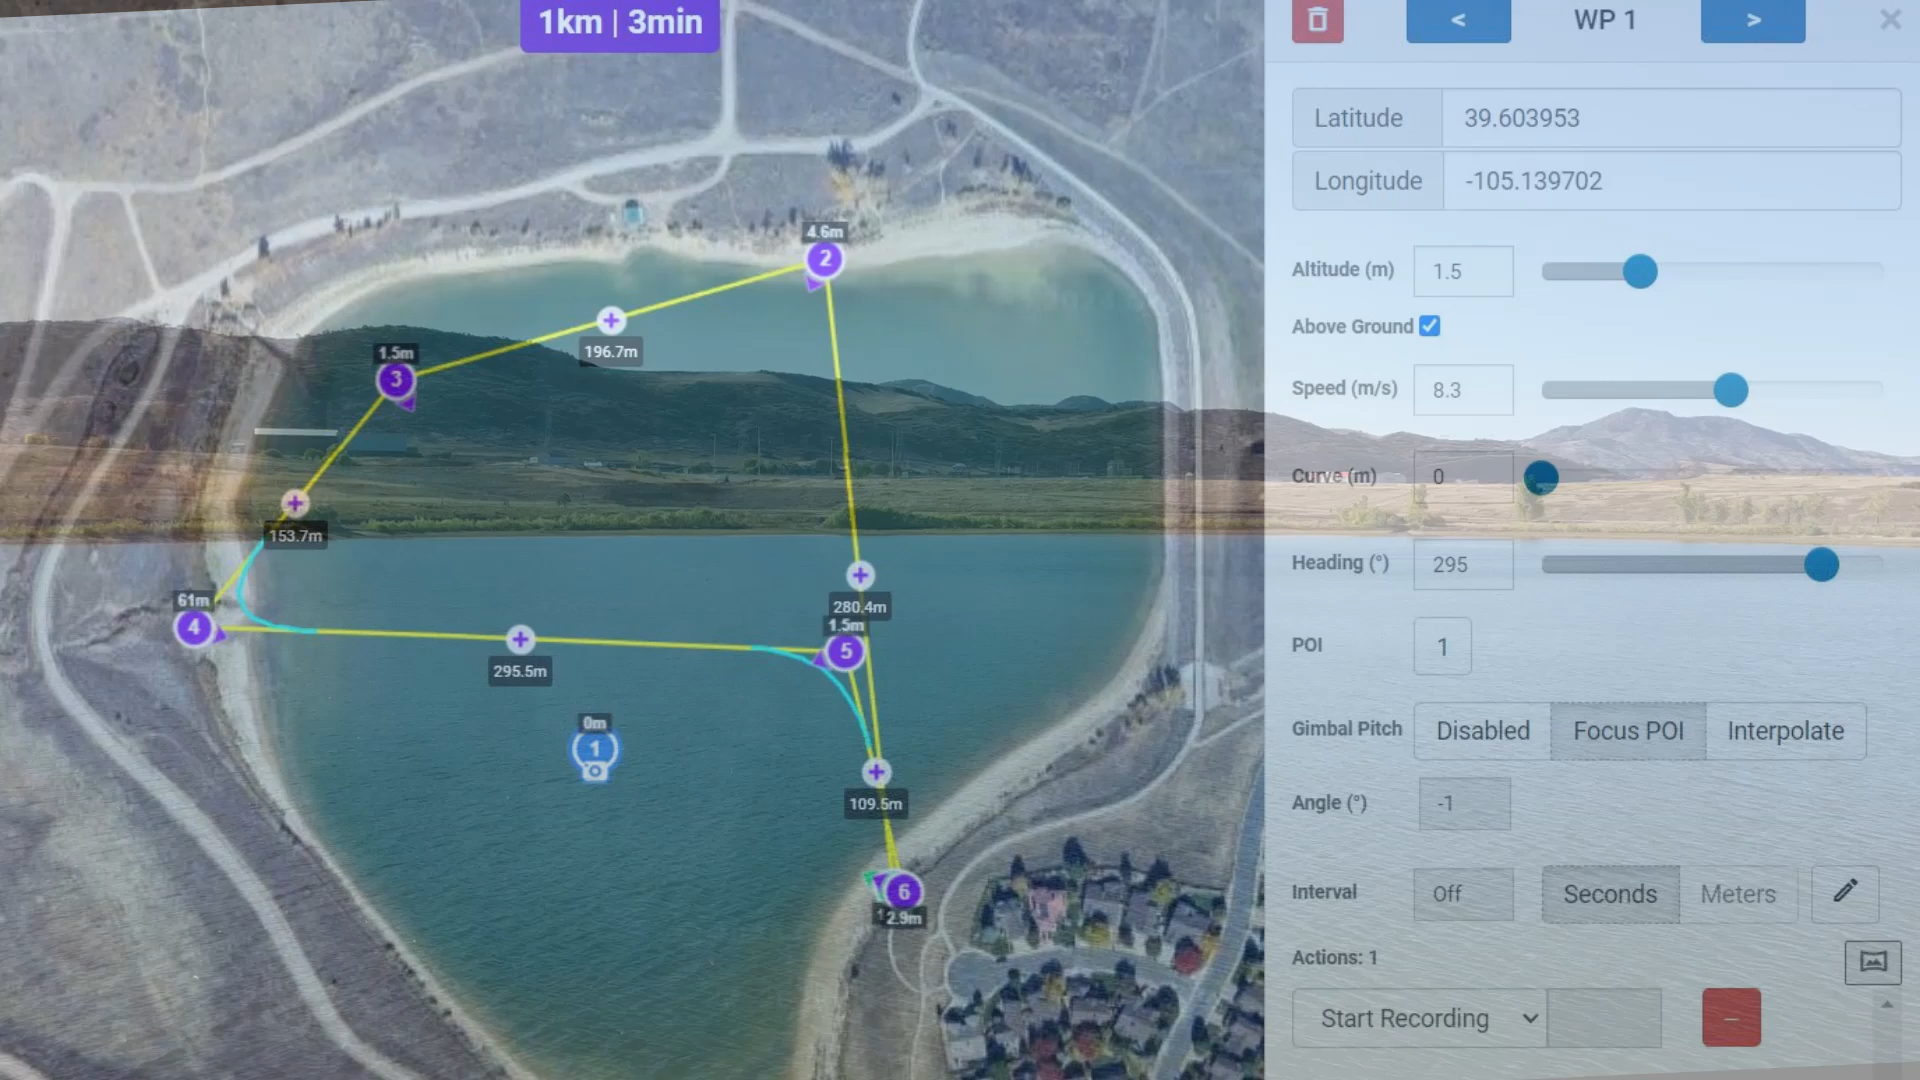 1km | 3min
4.6m
2
196.7m
1.5m
3
153.7m
61m
4
280.4m
1.5m
5
295.5m
0m
1
109.5m
6
2.9m
<
WP 1
>
Latitude 39.603953
Longitude -105.139702
Altitude (m) 1.5
Above Ground
Speed (m/s) 8.3
Curve (m) 0
Heading (°) 295
POI 1
Gimbal Pitch Disabled Focus POI Interpolate
Angle (°) -1
Interval Off Seconds Meters
Actions: 1
Start Recording